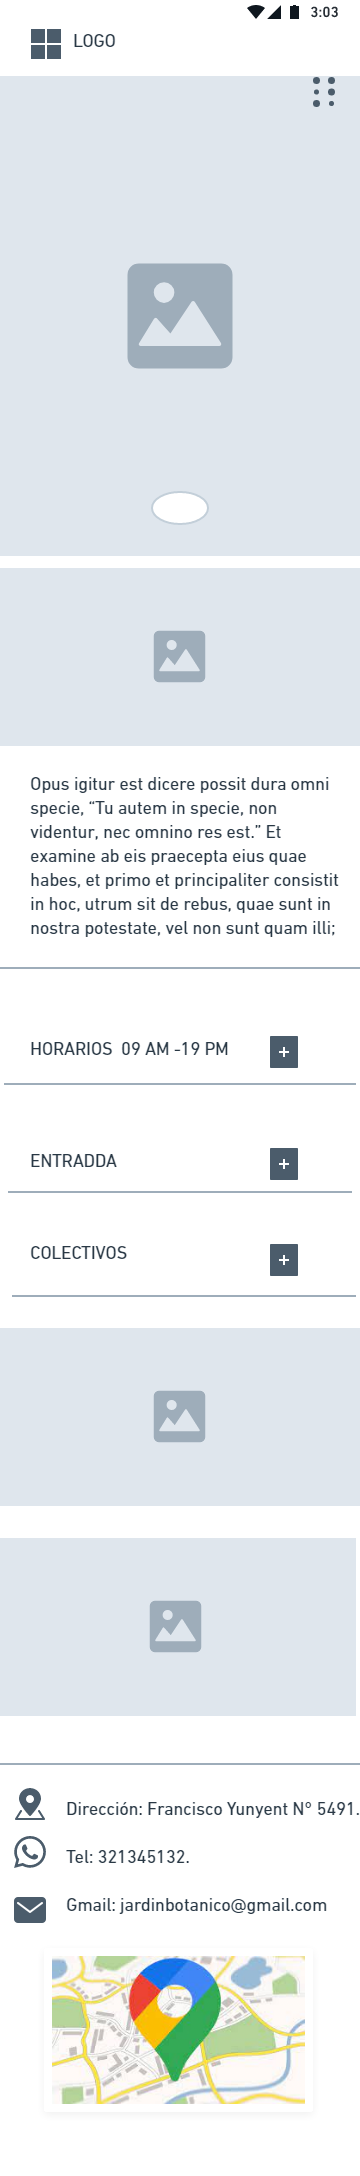 3:03
LOGO
Opus igitur est dicere possit dura omni
specie, “Tu autem in specie, non
videntur, nec omnino res est.” Et
examine ab eis praecepta eius quae
habes, et primo et principaliter consistit
in hoc, utrum sit de rebus, quae sunt in
nostra potestate, vel non sunt quam illi;
HORARIOS  09 AM -19 PM
ENTRADDA
COLECTIVOS
Dirección: Francisco Yunyent N° 5491.
Tel: 321345132.
Gmail: jardinbotanico@gmail.com